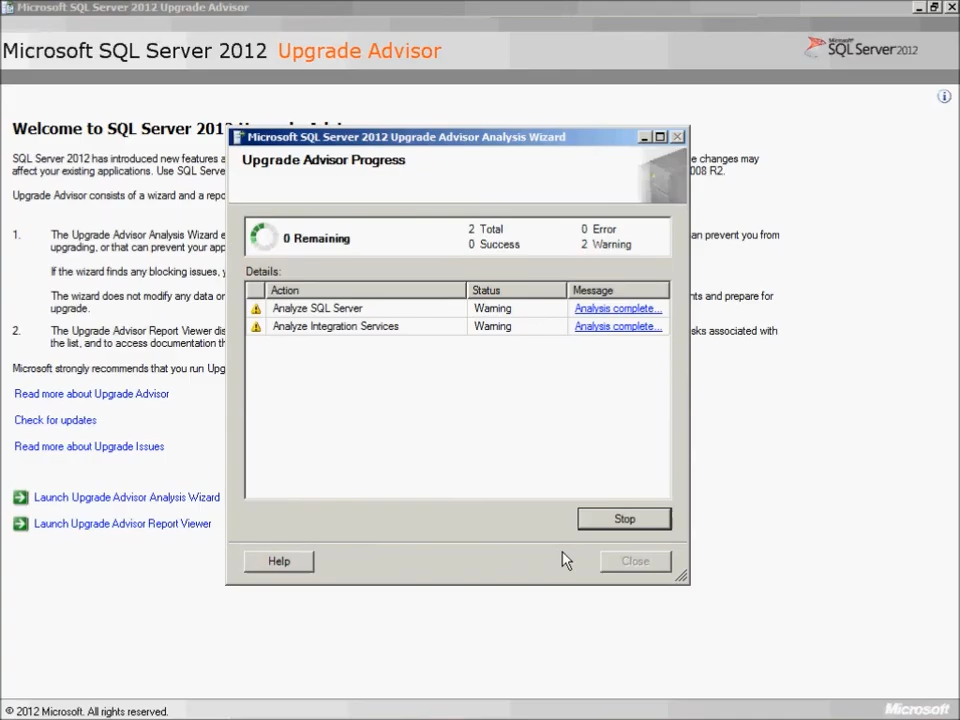 Microsoft SQL Server 2012 Upgrade Advisor
Microsoft SQL Server 2012 Upgrade Advisor
Microsoft
SQL Server 2012
Welcome to SQL Server 2012
SQL Server 2012 has introduced new features a
e changes may
affect your existing applications. Use SQL Serve
008 R2.
Upgrade Advisor consists of a wizard and a repo
1. The Upgrade Advisor Analysis Wizard e
an prevent you from
upgrading, or that can prevent your app
If the wizard finds any blocking issues, y
The wizard does not modify any data or
nts and prepare for
upgrade.
2. The Upgrade Advisor Report Viewer dis
sks associated with
the list, and to access documentation th
Microsoft strongly recommends that you run Upg
Read more about Upgrade Advisor
Check for updates
Read more about Upgrade Issues
Launch Upgrade Advisor Analysis Wizard
Launch Upgrade Advisor Report Viewer
Microsoft SQL Server 2012 Upgrade Advisor Analysis Wizard
Upgrade Advisor Progress
0 Remaining
2 Total
0 Error
0 Success
2 Warning
Details:
Action Status Message
Analyze SQL Server Warning Analysis complete...
Analyze Integration Services Warning Analysis complete...
Stop
Help
Close
© 2012 Microsoft. All rights reserved.
Microsoft